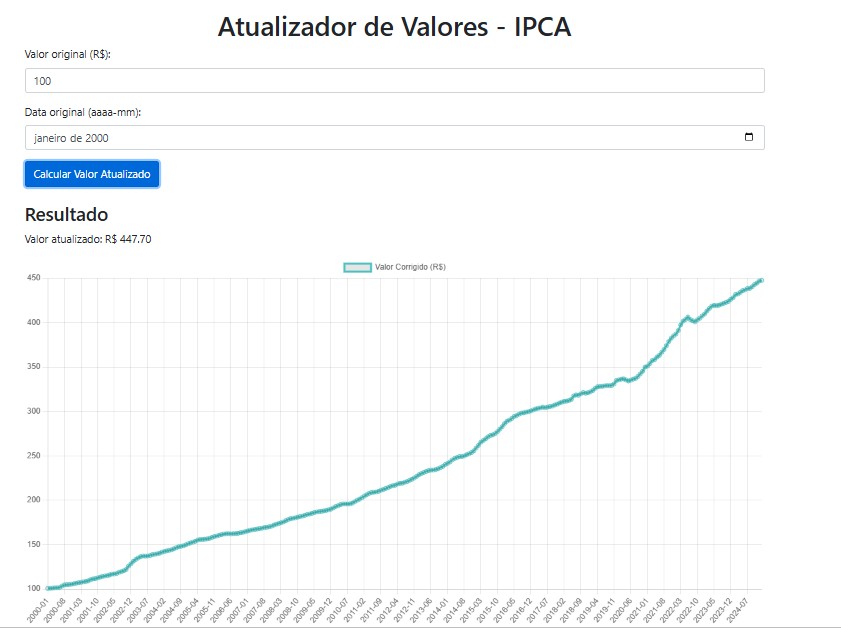 Atualizador de Valores - IPCA
Valor original (R$):
100
Data original (aaaa-mm):
janeiro de 2000
Calcular Valor Atualizado
Resultado
Valor atualizado: R$ 447.70
Valor Corrigido (R$)
450
400
350
300
250
200
150
100
2000-01 2000-08 2001-03 2001-10 2002-05 2002-12 2003-07 2004-02 2004-09 2005-04 2005-11 2006-06 2007-01 2007-08 2008-03 2008-10 2009-05 2009-12 2010-07 2011-02 2011-09 2012-04 2012-11 2013-06 2014-01 2014-08 2015-03 2015-10 2016-05 2016-12 2017-07 2018-02 2018-09 2019-04 2019-11 2020-06 2021-01 2021-08 2022-03 2022-10 2023-05 2023-12 2024-07